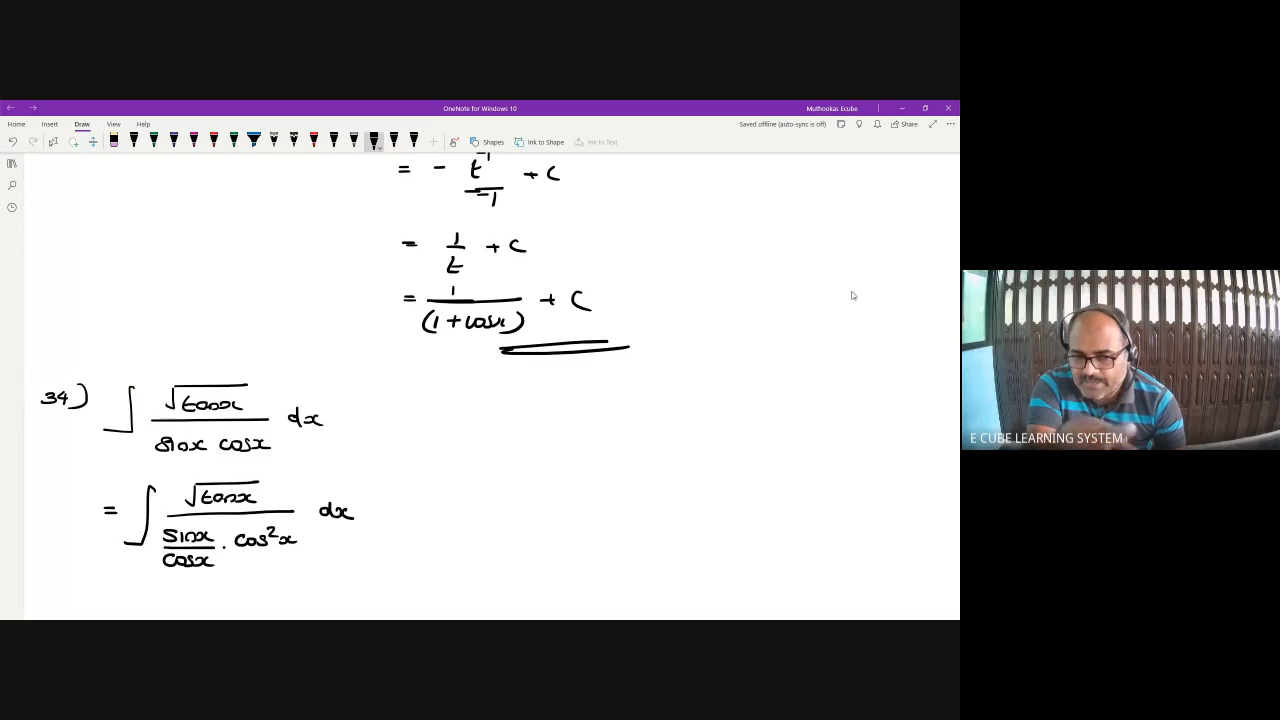 OneNote for Windows 10
Muthookas Ecube
Home Insert Draw View Help
Saved offline (auto-sync is off)
Share
Shapes
Ink to Shape
Ink to Text
= - t^-1/-1 + C
= 1/t + C
= 1/(1 + cosx) + C
34) ∫ √tanx / sinx cosx dx
= ∫ √tanx / (sinx/cosx · cos²x) dx
E CUBE LEARNING SYSTEM